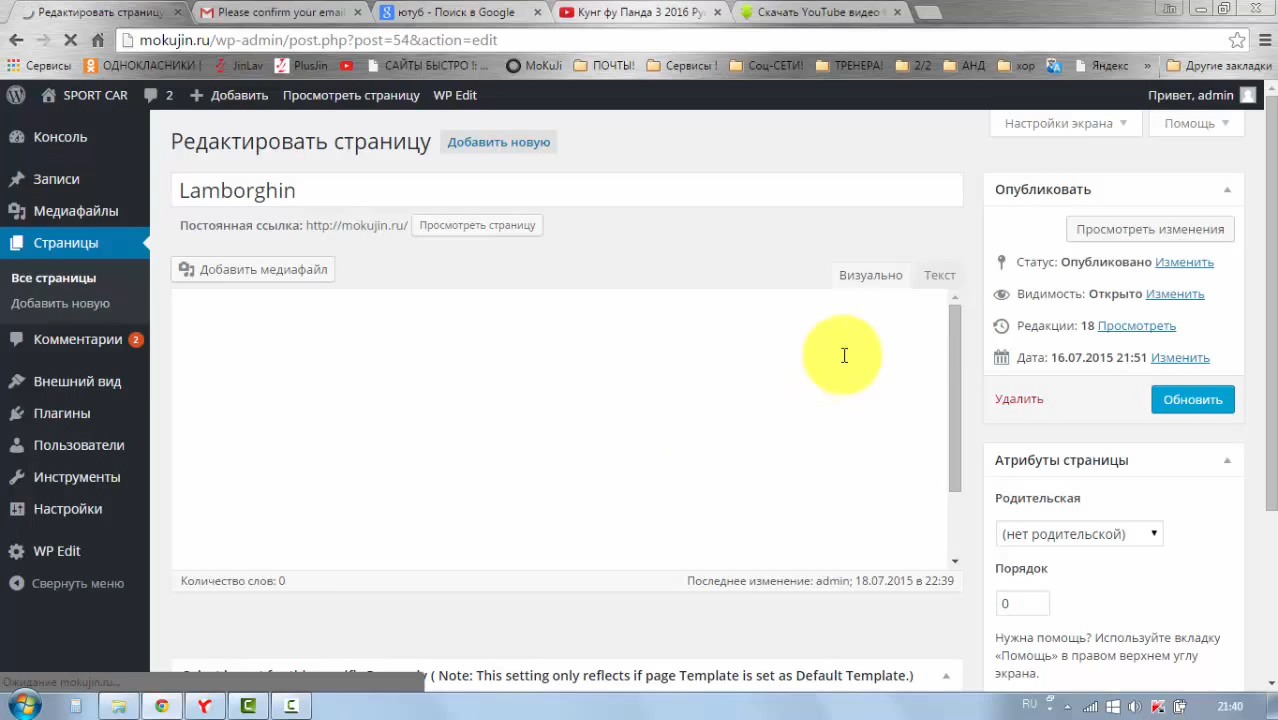 Редактировать страницу
Please confirm your email
ютуб - Поиск в Google
Кунг фу Панда 3 2016 Рус
Скачать YouTube видео
mokujin.ru/wp-admin/post.php?post=54&action=edit
Сервисы
ОДНОКЛАСНИКИ !
JinLav
PlusJin
САЙТЫ БЫСТРО !: ...
MoKuJi
ПОЧТЫ!
Сервисы !
Соц-СЕТИ!
ТРЕНЕРА!
2/2
АНД
хор
Яндекс
»
Другие закладки
SPORT CAR
2
Добавить
Просмотреть страницу
WP Edit
Привет, admin
Консоль
Записи
Медиафайлы
Страницы
Все страницы
Добавить новую
Комментарии 2
Внешний вид
Плагины
Пользователи
Инструменты
Настройки
WP Edit
Свернуть меню
Настройки экрана
Помощь
Редактировать страницу
Добавить новую
Lamborghin
Постоянная ссылка: http://mokujin.ru/
Просмотреть страницу
Добавить медиафайл
Визуально
Текст
Количество слов: 0
Последнее изменение: admin; 18.07.2015 в 22:39
( Note: This setting only reflects if page Template is set as Default Template.)
Опубликовать
Просмотреть изменения
Статус: Опубликовано Изменить
Видимость: Открыто Изменить
Редакции: 18 Просмотреть
Дата: 16.07.2015 21:51 Изменить
Удалить
Обновить
Атрибуты страницы
Родительская
(нет родительской)
Порядок
0
Нужна помощь? Используйте вкладку
«Помощь» в правом верхнем углу
экрана.
Ожидание mokujin.ru...
RU
21:40